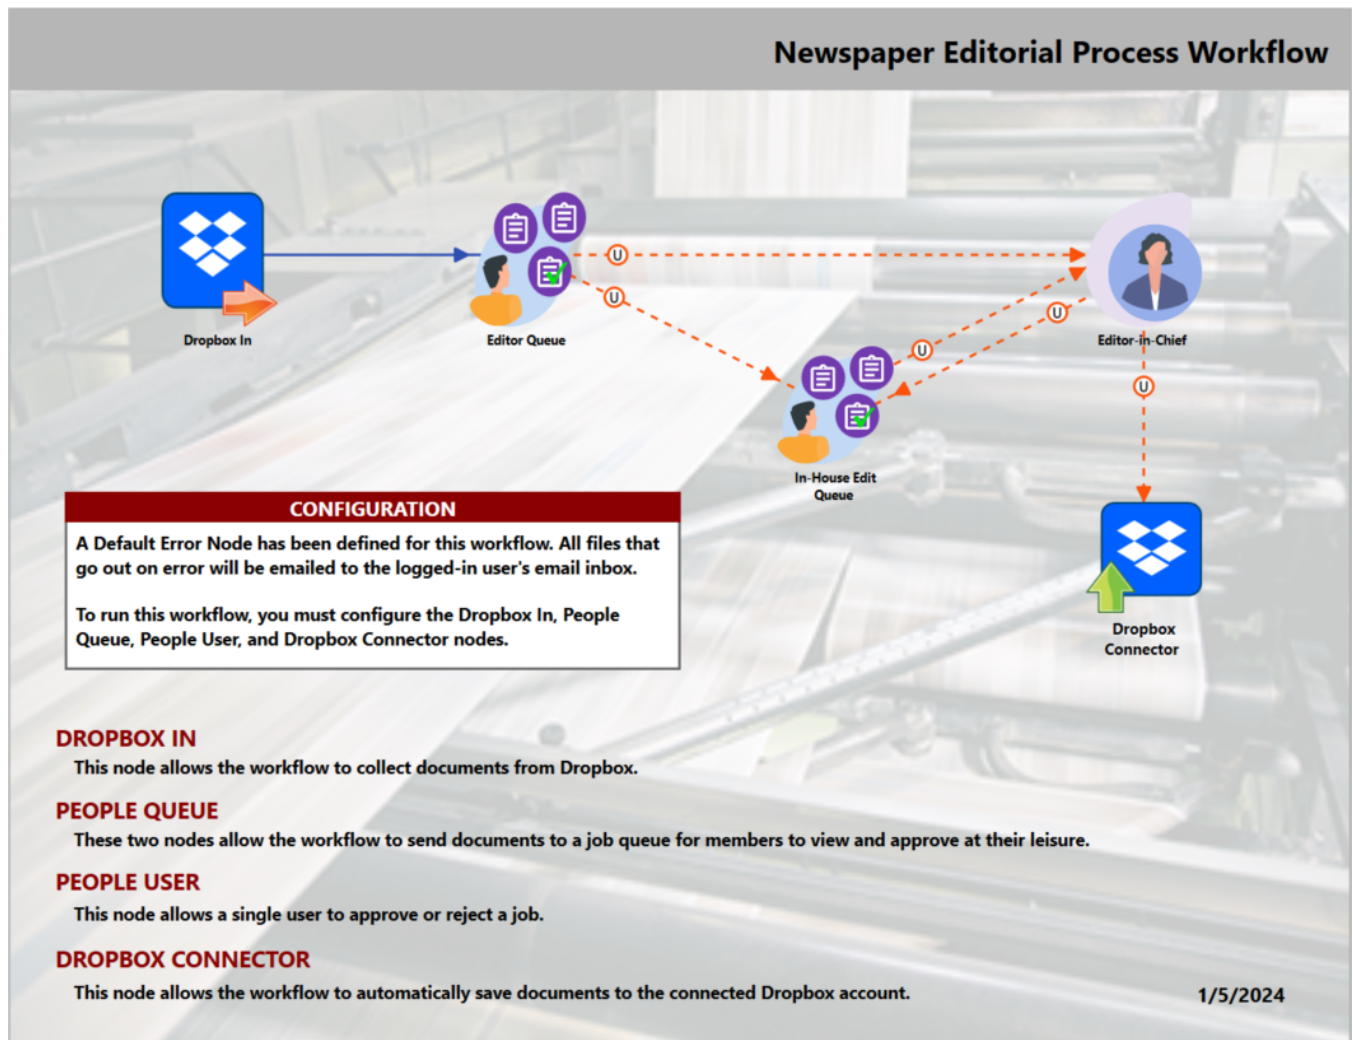 Newspaper Editorial Process Workflow
U
U
U
U
U
Dropbox In
Editor Queue
Editor-in-Chief
In-House Edit
Queue
Dropbox
Connector
CONFIGURATION
A Default Error Node has been defined for this workflow. All files that
go out on error will be emailed to the logged-in user's email inbox.
To run this workflow, you must configure the Dropbox In, People
Queue, People User, and Dropbox Connector nodes.
DROPBOX IN
This node allows the workflow to collect documents from Dropbox.
PEOPLE QUEUE
These two nodes allow the workflow to send documents to a job queue for members to view and approve at their leisure.
PEOPLE USER
This node allows a single user to approve or reject a job.
DROPBOX CONNECTOR
This node allows the workflow to automatically save documents to the connected Dropbox account.
1/5/2024